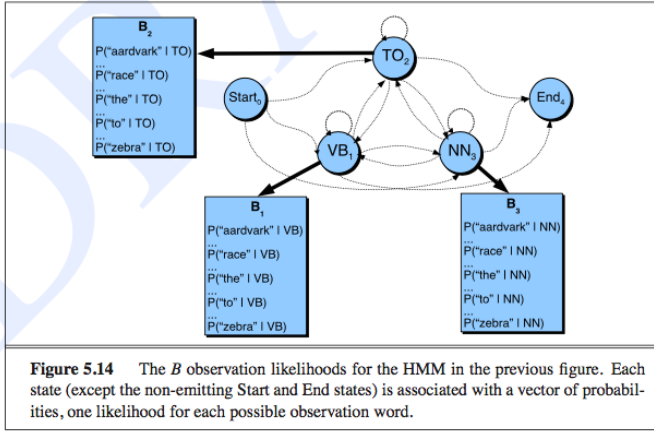 B2
P("aardvark" | TO)
...
P("race" | TO)
...
P("the" | TO)
...
P("to" | TO)
...
P("zebra" | TO)
TO2
Start0
End4
VB1
NN3
B1
P("aardvark" | VB)
...
P("race" | VB)
...
P("the" | VB)
...
P("to" | VB)
...
P("zebra" | VB)
B3
P("aardvark" | NN)
...
P("race" | NN)
...
P("the" | NN)
...
P("to" | NN)
...
P("zebra" | NN)
Figure 5.14 The B observation likelihoods for the HMM in the previous figure. Each
state (except the non-emitting Start and End states) is associated with a vector of probabil-
ities, one likelihood for each possible observation word.